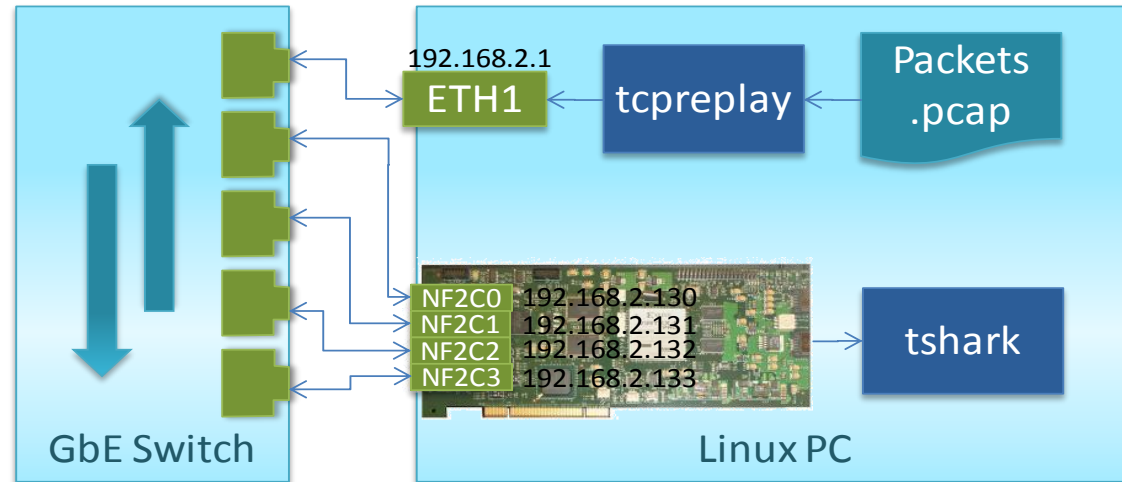 192.168.2.1
ETH1
tcpreplay
Packets
.pcap
NF2C0 192.168.2.130
NF2C1 192.168.2.131
NF2C2 192.168.2.132
NF2C3 192.168.2.133
tshark
GbE Switch
Linux PC